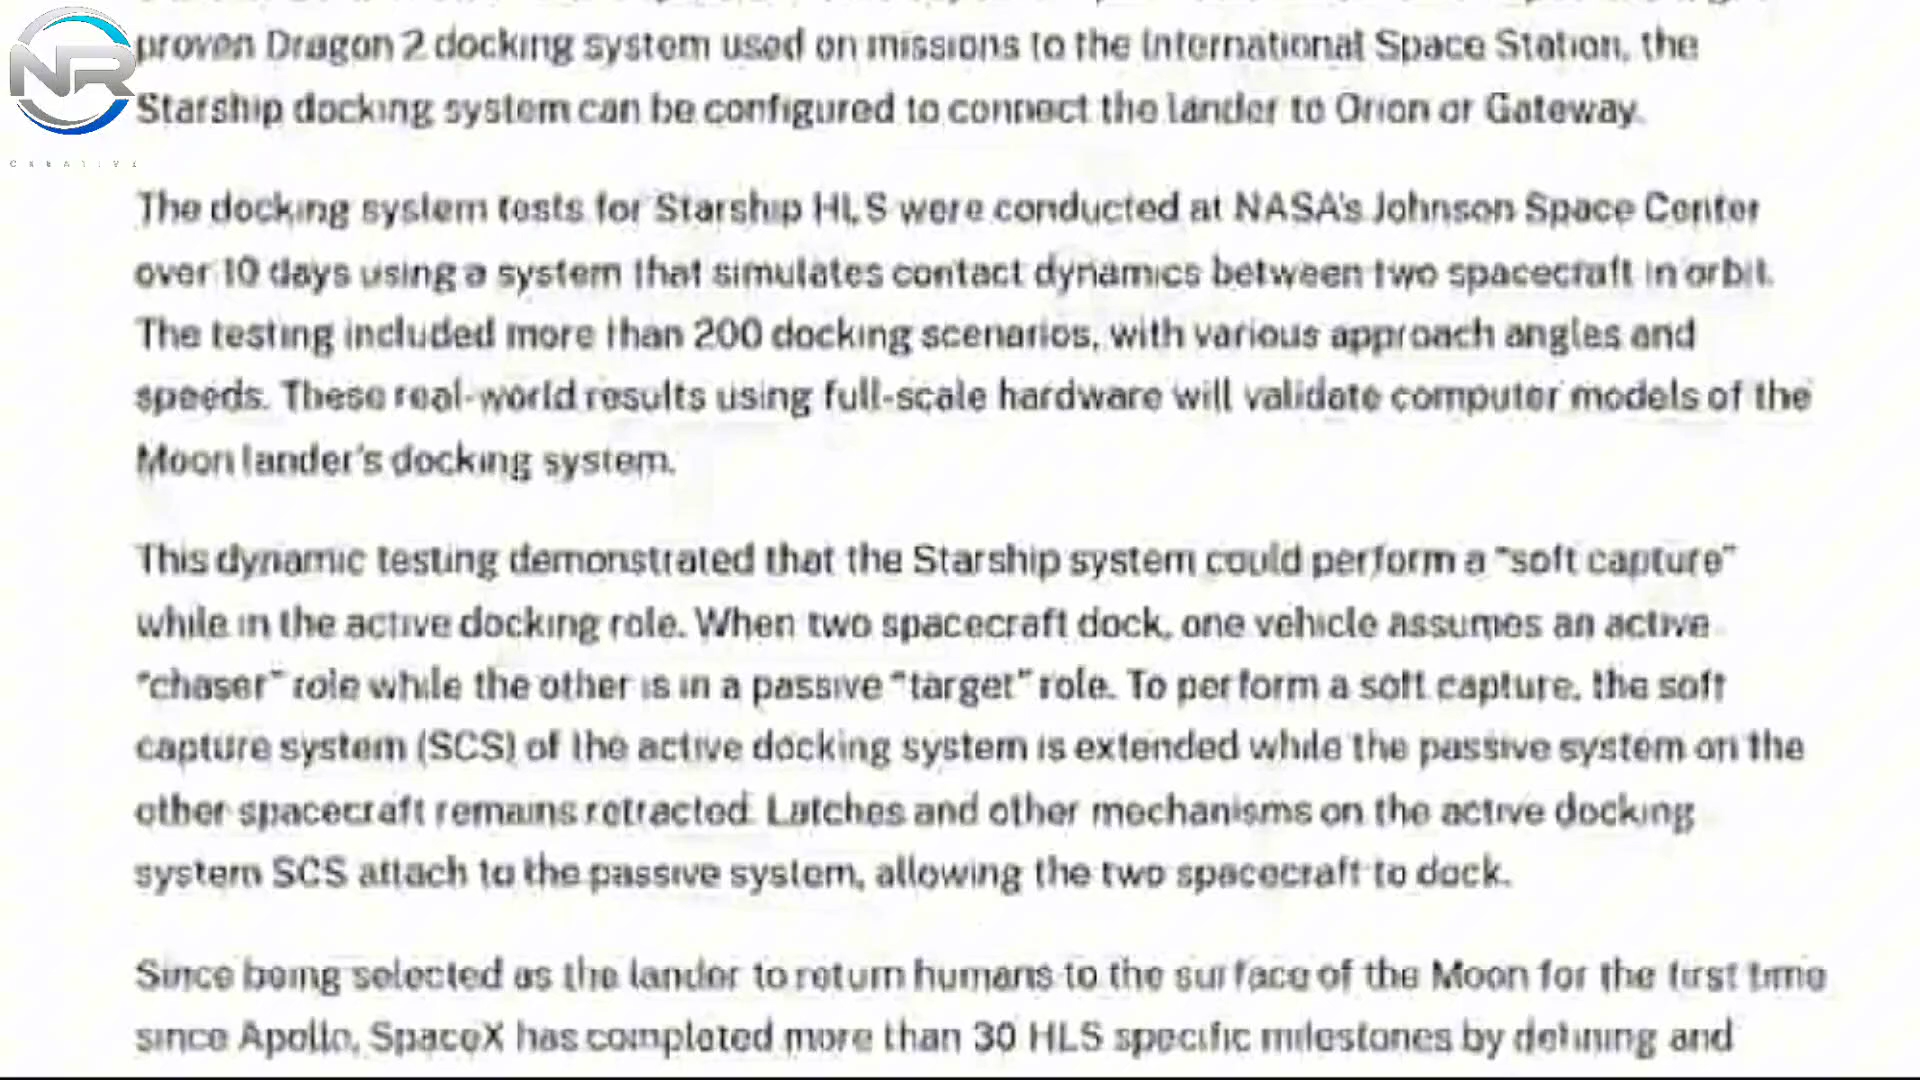 NR
CREATIVE
proven Dragon 2 docking system used on missions to the International Space Station, the
Starship docking system can be configured to connect the lander to Orion or Gateway.
The docking system tests for Starship HLS were conducted at NASA's Johnson Space Center
over 10 days using a system that simulates contact dynamics between two spacecraft in orbit.
The testing included more than 200 docking scenarios, with various approach angles and
speeds. These real-world results using full-scale hardware will validate computer models of the
Moon lander's docking system.
This dynamic testing demonstrated that the Starship system could perform a “soft capture”
while in the active docking role. When two spacecraft dock, one vehicle assumes an active
“chaser” role while the other is in a passive “target” role. To perform a soft capture, the soft
capture system (SCS) of the active docking system is extended while the passive system on the
other spacecraft remains retracted. Latches and other mechanisms on the active docking
system SCS attach to the passive system, allowing the two spacecraft to dock.
Since being selected as the lander to return humans to the surface of the Moon for the first time
since Apollo, SpaceX has completed more than 30 HLS specific milestones by defining and